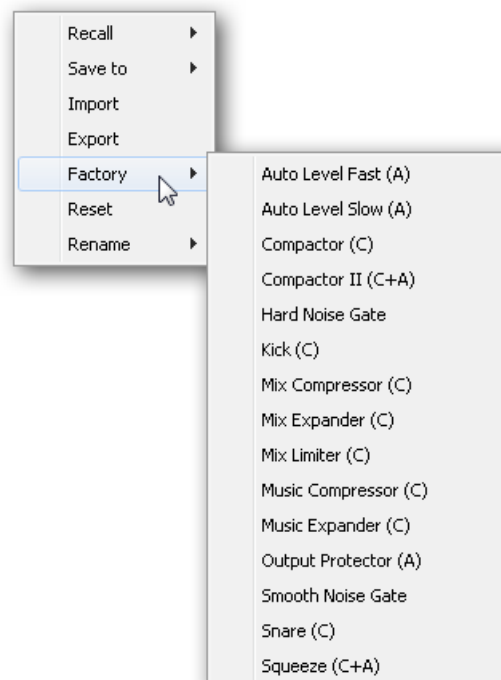 Recall
Save to
Import
Export
Factory
Reset
Rename
Auto Level Fast (A)
Auto Level Slow (A)
Compactor (C)
Compactor II (C+A)
Hard Noise Gate
Kick (C)
Mix Compressor (C)
Mix Expander (C)
Mix Limiter (C)
Music Compressor (C)
Music Expander (C)
Output Protector (A)
Smooth Noise Gate
Snare (C)
Squeeze (C+A)